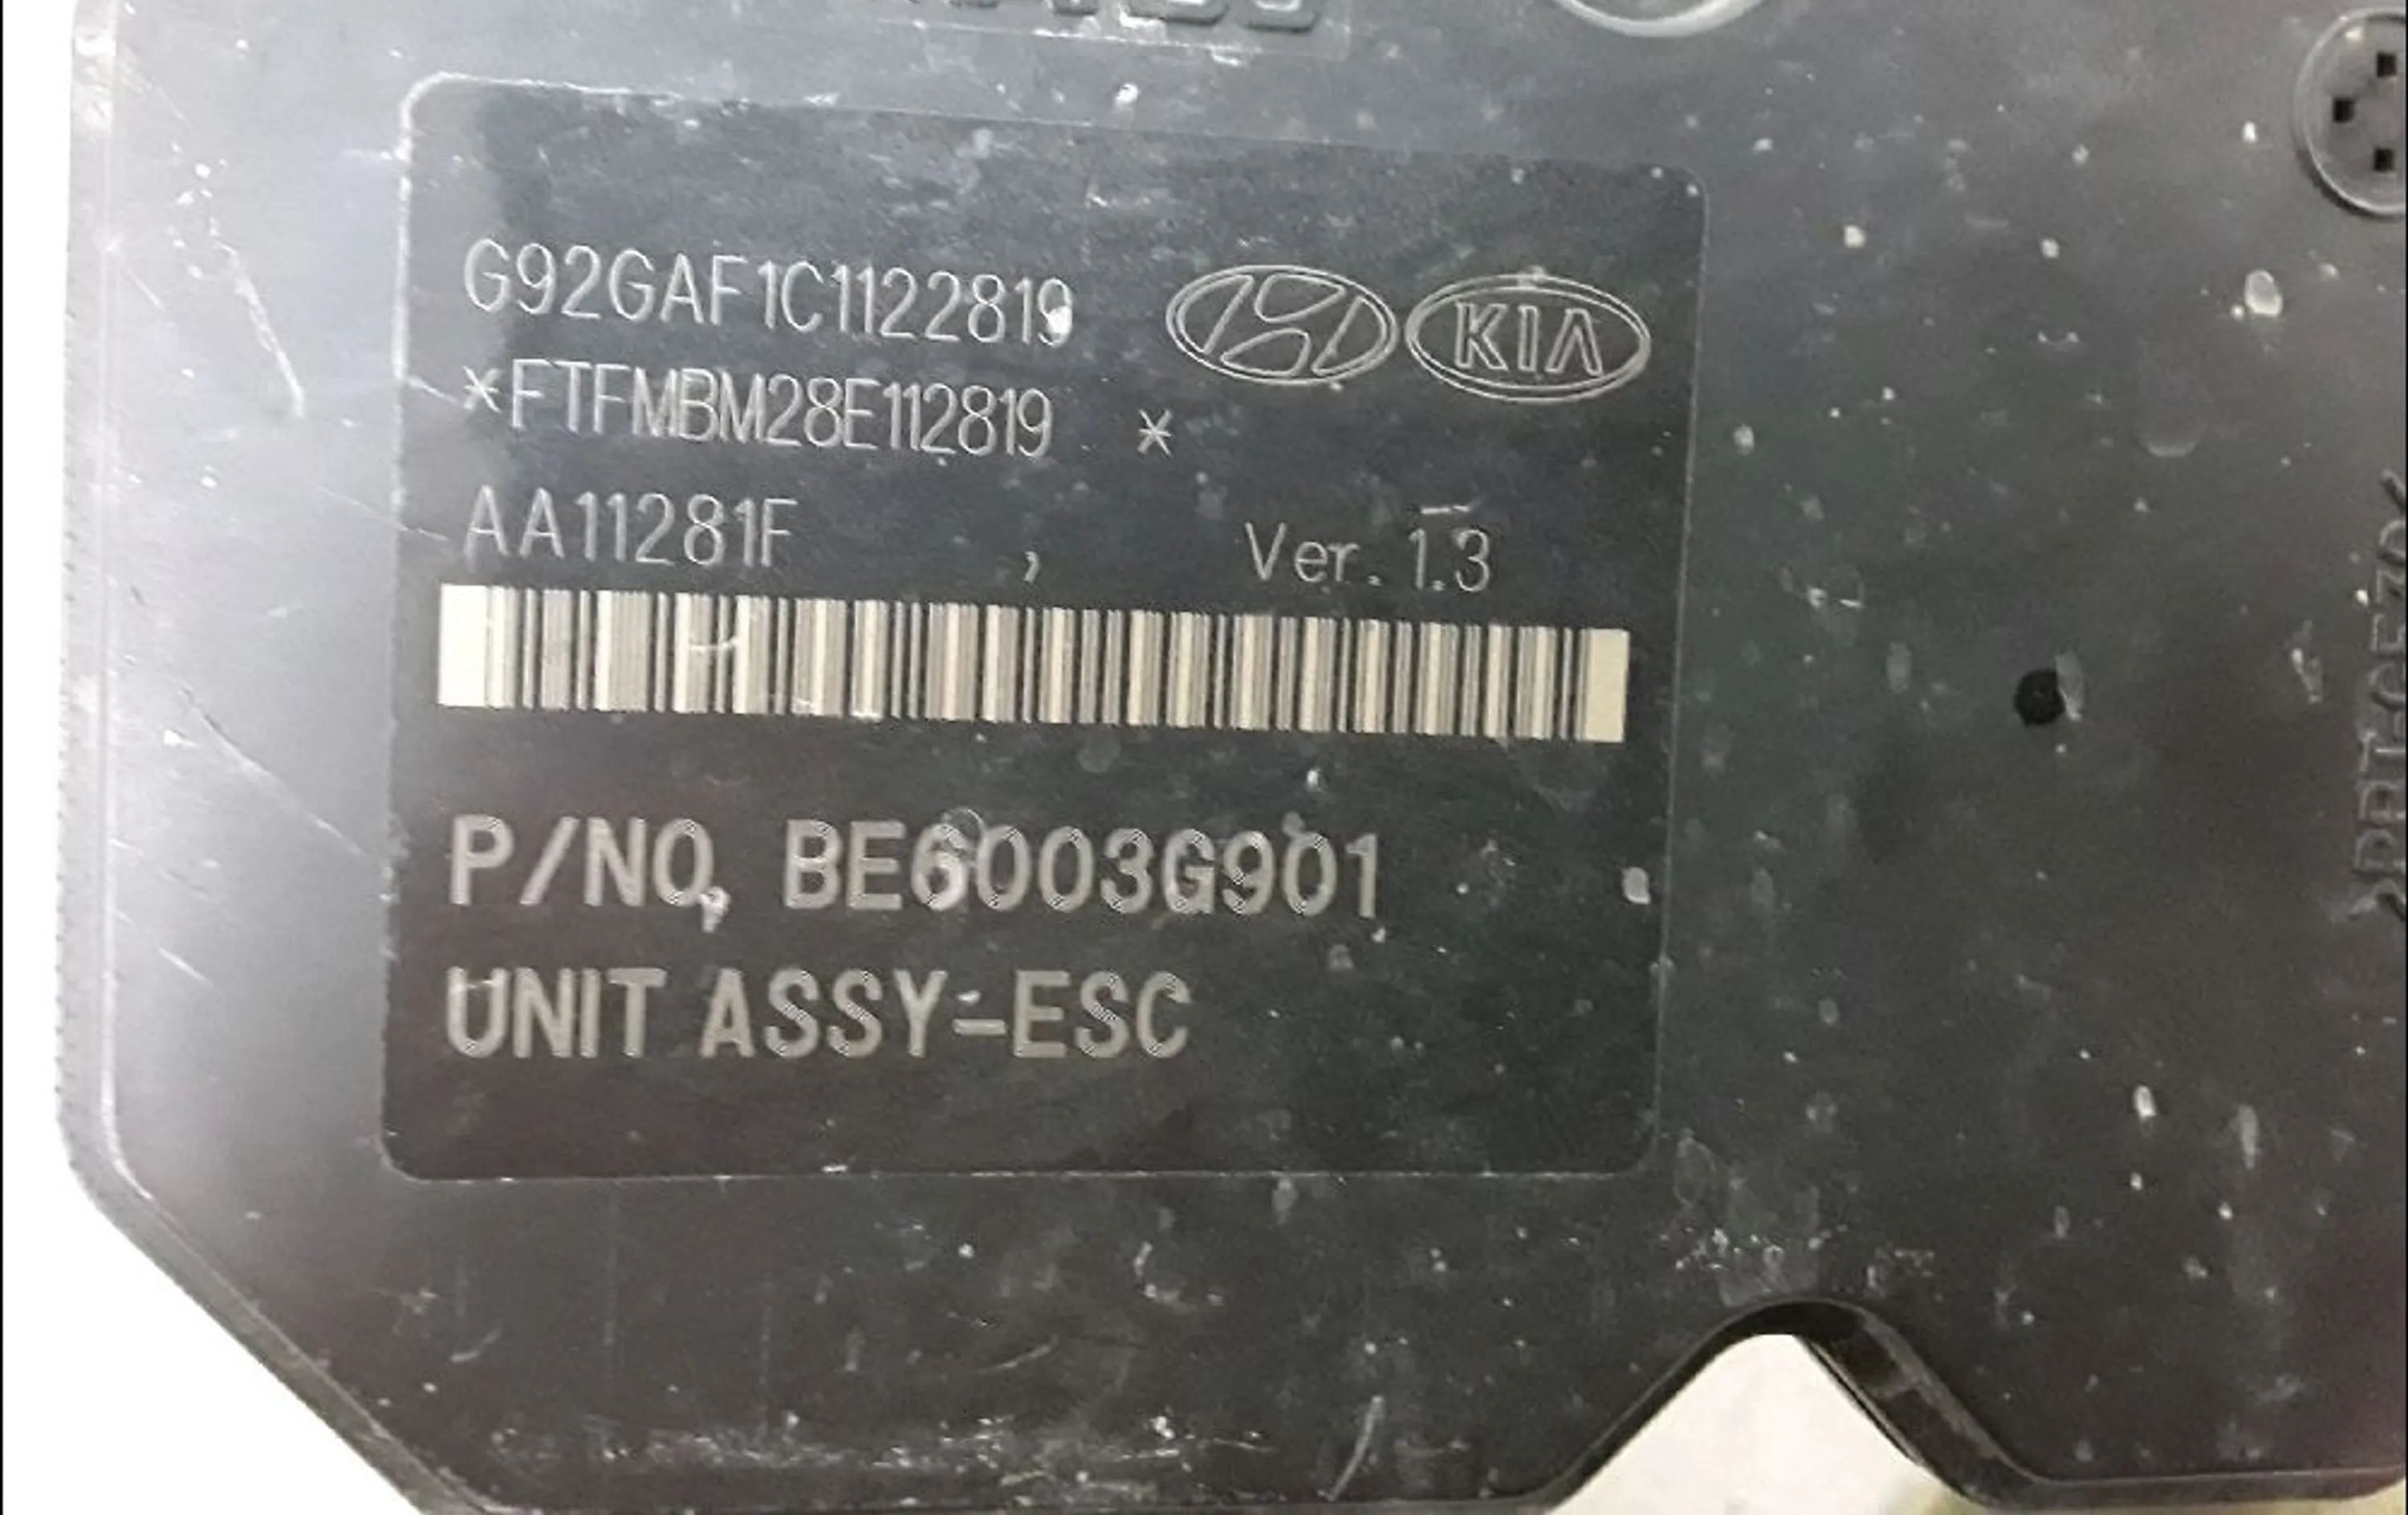 G92GAF1C1122819
KIA
*FTFMBM28E112819 *
AA11281F , Ver. 1.3
P/NO. BE6003G901
UNIT ASSY-ESC